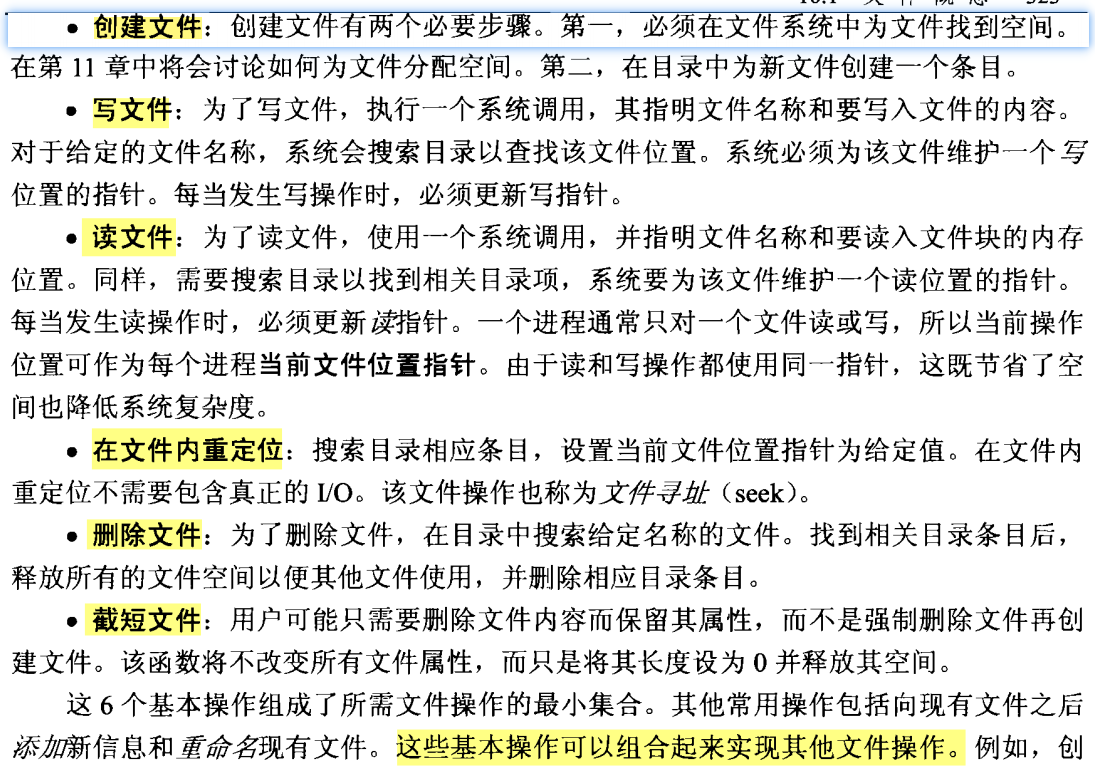 • 创建文件：创建文件有两个必要步骤。第一，必须在文件系统中为文件找到空间。
在第 11 章中将会讨论如何为文件分配空间。第二，在目录中为新文件创建一个条目。
• 写文件：为了写文件，执行一个系统调用，其指明文件名称和要写入文件的内容。
对于给定的文件名称，系统会搜索目录以查找该文件位置。系统必须为该文件维护一个写
位置的指针。每当发生写操作时，必须更新写指针。
• 读文件：为了读文件，使用一个系统调用，并指明文件名称和要读入文件块的内存
位置。同样，需要搜索目录以找到相关目录项，系统要为该文件维护一个读位置的指针。
每当发生读操作时，必须更新读指针。一个进程通常只对一个文件读或写，所以当前操作
位置可作为每个进程当前文件位置指针。由于读和写操作都使用同一指针，这既节省了空
间也降低系统复杂度。
• 在文件内重定位：搜索目录相应条目，设置当前文件位置指针为给定值。在文件内
重定位不需要包含真正的 I/O。该文件操作也称为文件寻址（seek）。
• 删除文件：为了删除文件，在目录中搜索给定名称的文件。找到相关目录条目后，
释放所有的文件空间以便其他文件使用，并删除相应目录条目。
• 截短文件：用户可能只需要删除文件内容而保留其属性，而不是强制删除文件再创
建文件。该函数将不改变所有文件属性，而只是将其长度设为 0 并释放其空间。
这 6 个基本操作组成了所需文件操作的最小集合。其他常用操作包括向现有文件之后
添加新信息和重命名现有文件。这些基本操作可以组合起来实现其他文件操作。例如，创